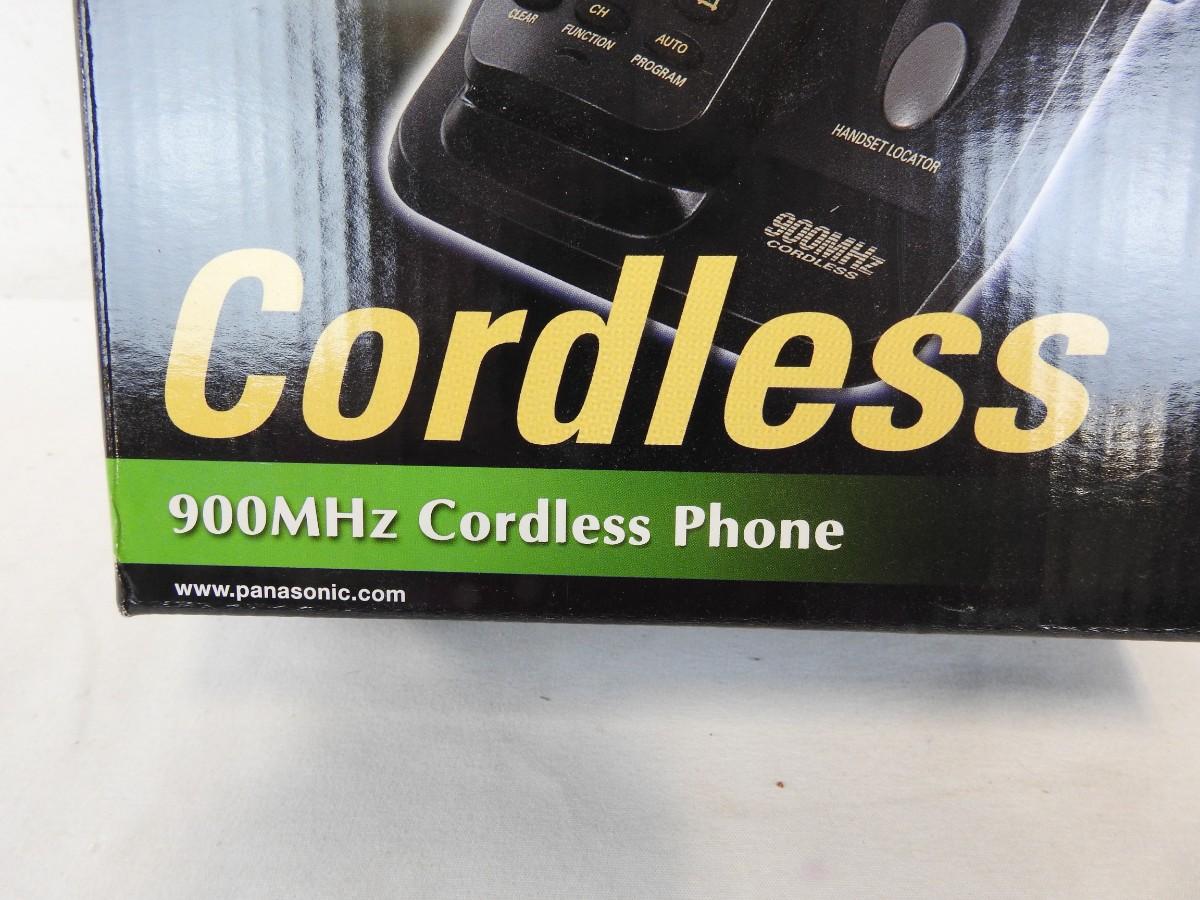 CLEAR
CH
FUNCTION
AUTO
PROGRAM
HANDSET LOCATOR
900MHz
CORDLESS
Cordless
900MHz Cordless Phone
www.panasonic.com